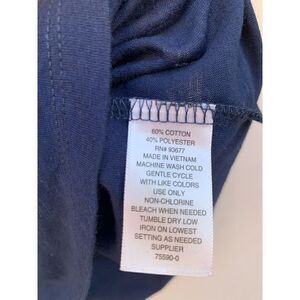 60% COTTON
40% POLYESTER
RN# 93677
MADE IN VIETNAM
MACHINE WASH COLD
GENTLE CYCLE
WITH LIKE COLORS
USE ONLY
NON-CHLORINE
BLEACH WHEN NEEDED
TUMBLE DRY LOW
IRON ON LOWEST
SETTING AS NEEDED
SUPPLIER
75590-0